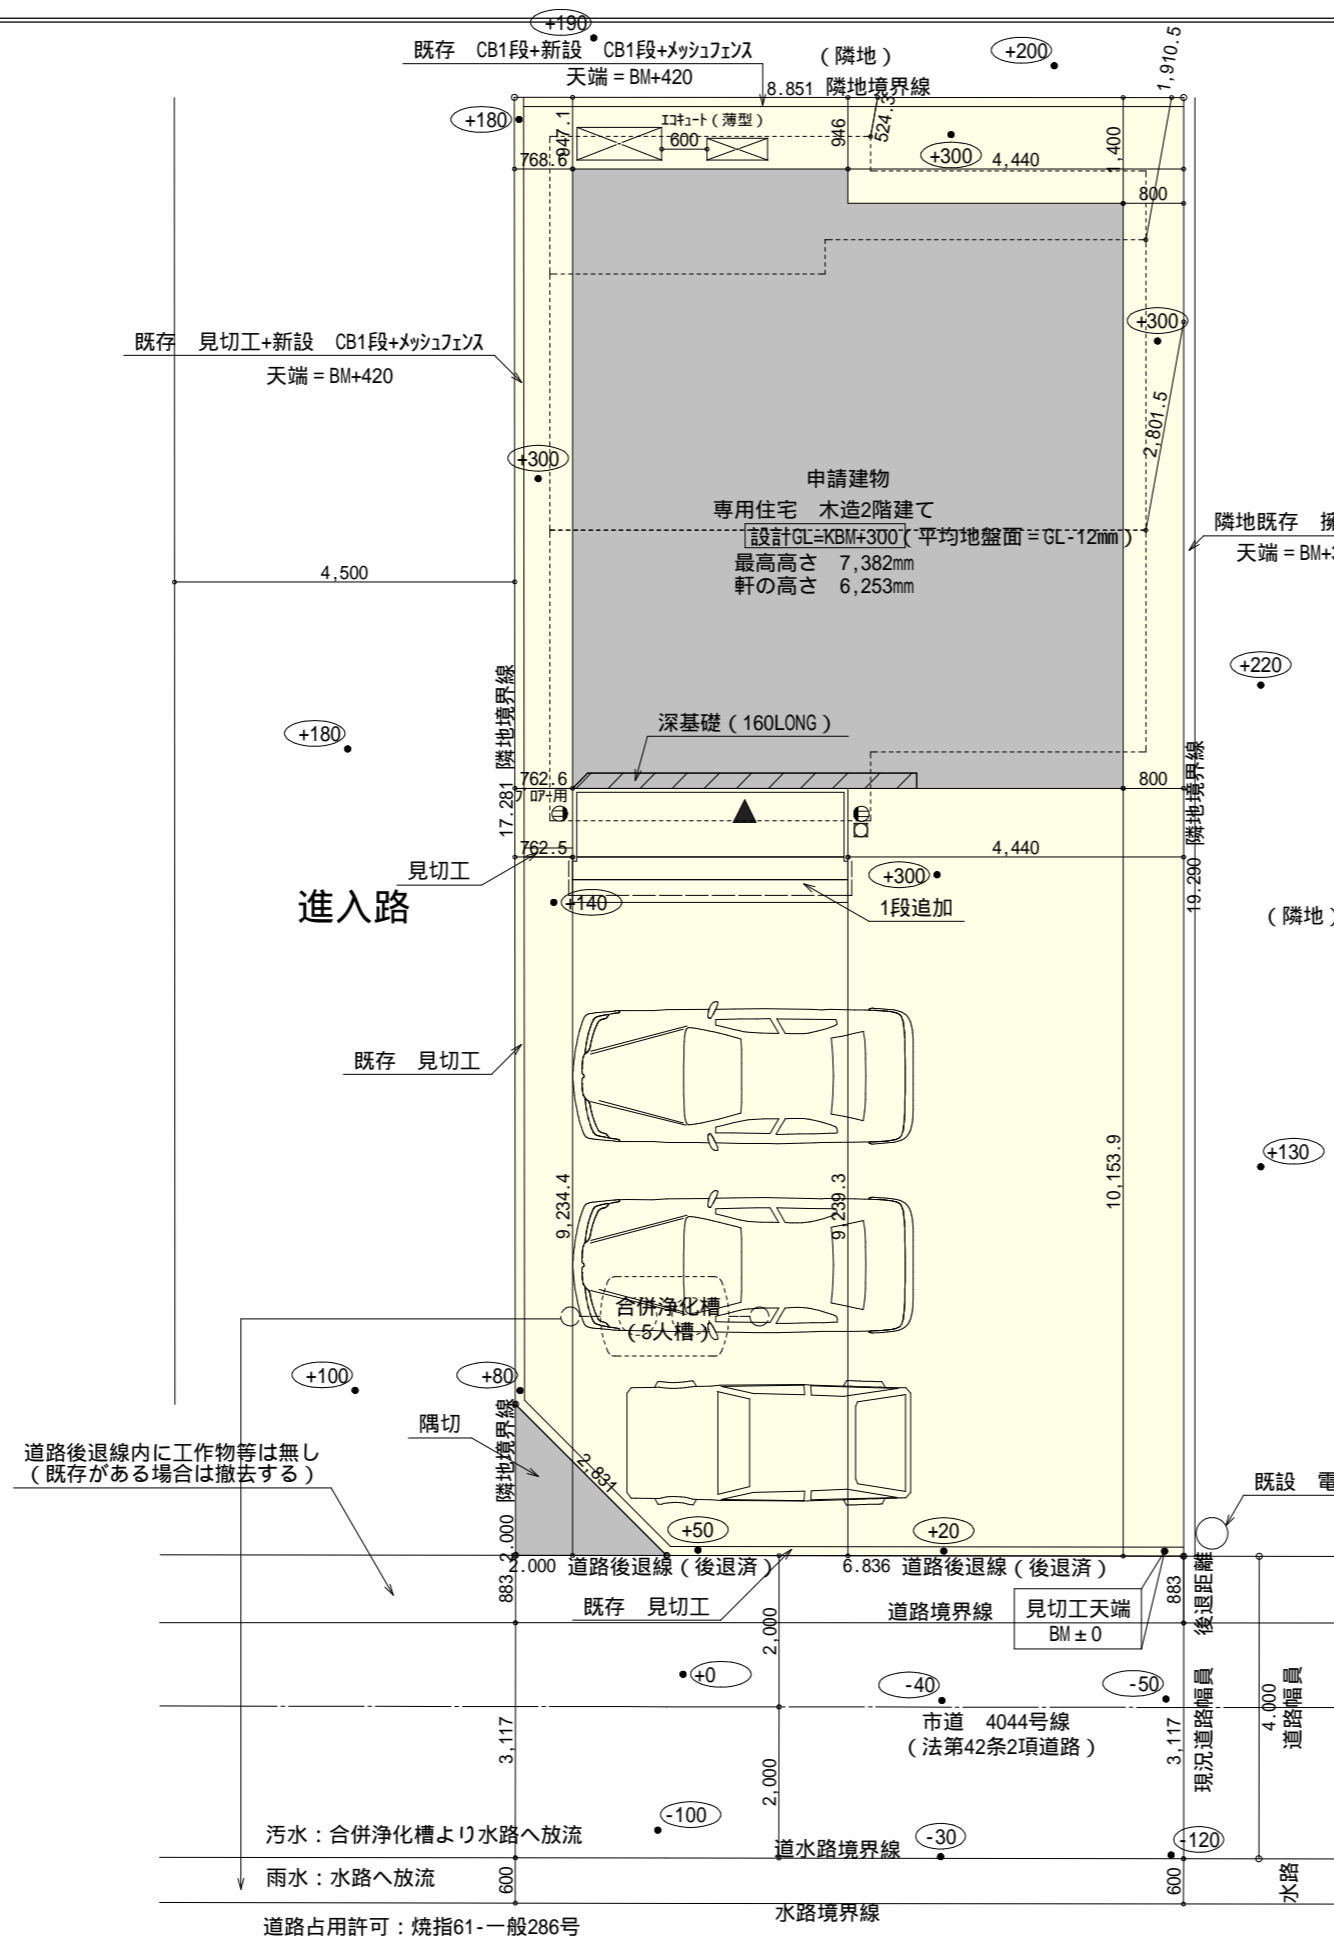 +190
既存　CB1段+新設　CB1段+メッシュフェンス
天端＝BM+420
（隣地）
+200
1,910.5
8.851 隣地境界線
+180
947.1
ｴｺｷｭｰﾄ（薄型）
600
946
+300
1,400
768.6
4,440
800
既存　見切工+新設　CB1段+メッシュフェンス
天端＝BM+420
+300
2,801.5
+300
申請建物
専用住宅　木造2階建て
設計GL=KBM+300（平均地盤面＝GL-12mm）
最高高さ　7,382mm
軒の高さ　6,253mm
隣地既存
天端＝BM+
4,500
17.281 隣地境界線
+220
+180
深基礎（160LONG）
19.290 隣地境界線
762.6
800
ﾌﾞﾛｱｰ用
762.5
4,440
見切工
進入路
+300
+140
1段追加
（隣地）
既存　見切工
9,234.4
9,239.3
10,153.9
+130
合併浄化槽
（5人槽）
+100
+80
隅切
2.000 隣地境界線
2,831
道路後退線内に工作物等は無し
（既存がある場合は撤去する）
既設　電
+50
+20
2.000 道路後退線（後退済）
6.836 道路後退線（後退済）
883
既存　見切工
道路境界線
見切工天端
BM±0
883
後退距離
2,000
+0
-40
-50
市道　4044号線
（法第42条2項道路）
3,117
3,117
現況道路幅員
4.000
道路幅員
2,000
-100
汚水：合併浄化槽より水路へ放流
道水路境界線
-30
-120
雨水：水路へ放流
600
600
水路
道路占用許可：焼指61-一般286号
水路境界線